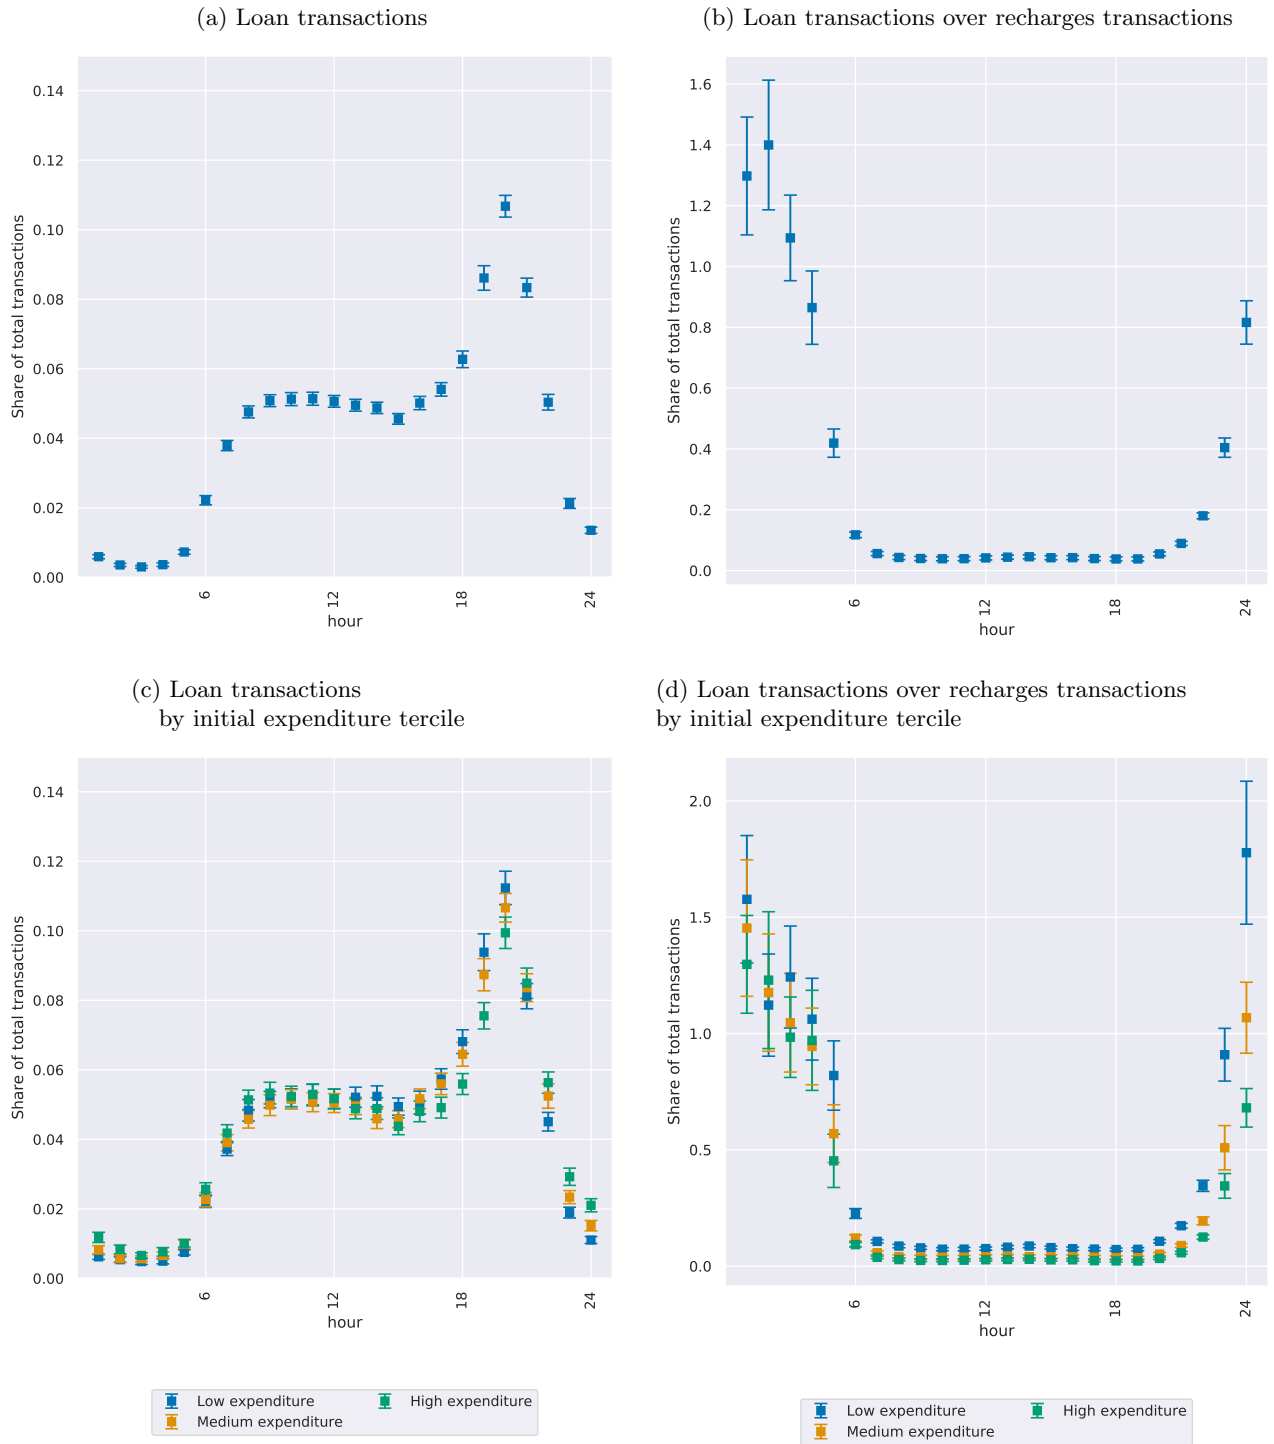 (a) Loan transactions
0.14
0.12
0.10
0.08
0.06
0.04
0.02
0.00
Share of total transactions
6
12
18
24
hour
(b) Loan transactions over recharges transactions
1.6
1.4
1.2
1.0
0.8
0.6
0.4
0.2
0.0
Share of total transactions
6
12
18
24
hour
(c) Loan transactions
by initial expenditure tercile
0.14
0.12
0.10
0.08
0.06
0.04
0.02
0.00
Share of total transactions
6
12
18
24
hour
Low expenditure
Medium expenditure
High expenditure
(d) Loan transactions over recharges transactions
by initial expenditure tercile
2.0
1.5
1.0
0.5
0.0
Share of total transactions
6
12
18
24
hour
Low expenditure
Medium expenditure
High expenditure